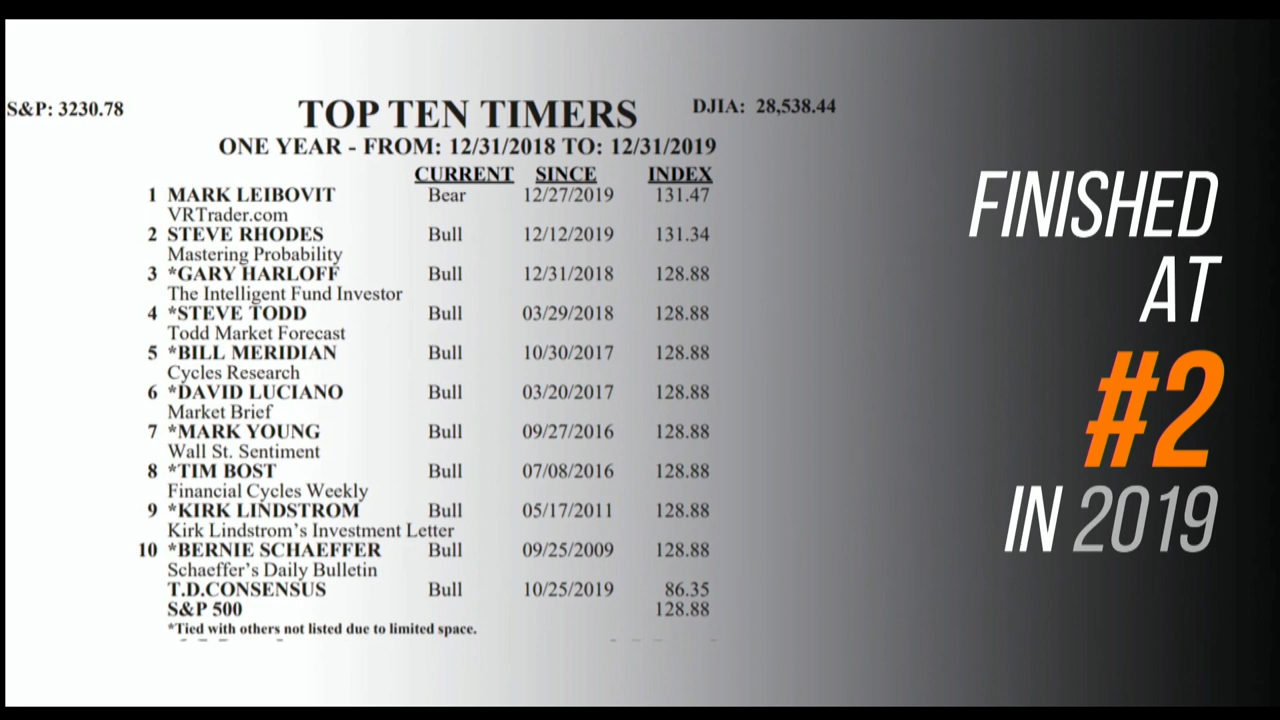 S&P: 3230.78
TOP TEN TIMERS
DJIA: 28,538.44
ONE YEAR - FROM: 12/31/2018 TO: 12/31/2019
CURRENT SINCE INDEX
1 MARK LEIBOVIT Bear 12/27/2019 131.47
VRTrader.com
2 STEVE RHODES Bull 12/12/2019 131.34
Mastering Probability
3 *GARY HARLOFF Bull 12/31/2018 128.88
The Intelligent Fund Investor
4 *STEVE TODD Bull 03/29/2018 128.88
Todd Market Forecast
5 *BILL MERIDIAN Bull 10/30/2017 128.88
Cycles Research
6 *DAVID LUCIANO Bull 03/20/2017 128.88
Market Brief
7 *MARK YOUNG Bull 09/27/2016 128.88
Wall St. Sentiment
8 *TIM BOST Bull 07/08/2016 128.88
Financial Cycles Weekly
9 *KIRK LINDSTROM Bull 05/17/2011 128.88
Kirk Lindstrom's Investment Letter
10 *BERNIE SCHAEFFER Bull 09/25/2009 128.88
Schaeffer's Daily Bulletin
T.D.CONSENSUS Bull 10/25/2019 86.35
S&P 500 128.88
*Tied with others not listed due to limited space.
FINISHED
AT
#2
IN 2019